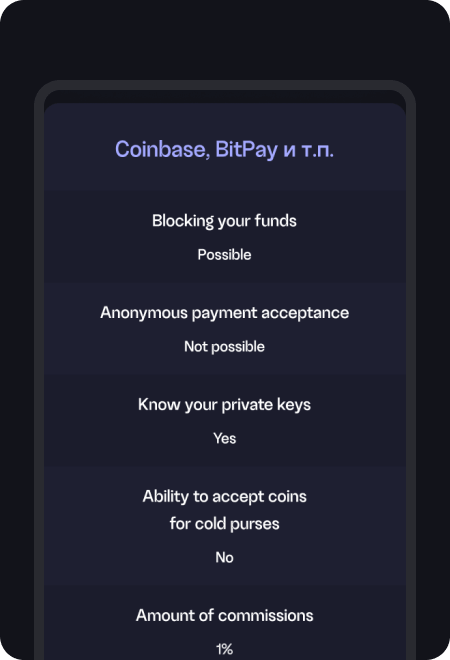 Coinbase, BitPay и т.п.
Blocking your funds
Possible
Anonymous payment acceptance
Not possible
Know your private keys
Yes
Ability to accept coins
for cold purses
No
Amount of commissions
1%